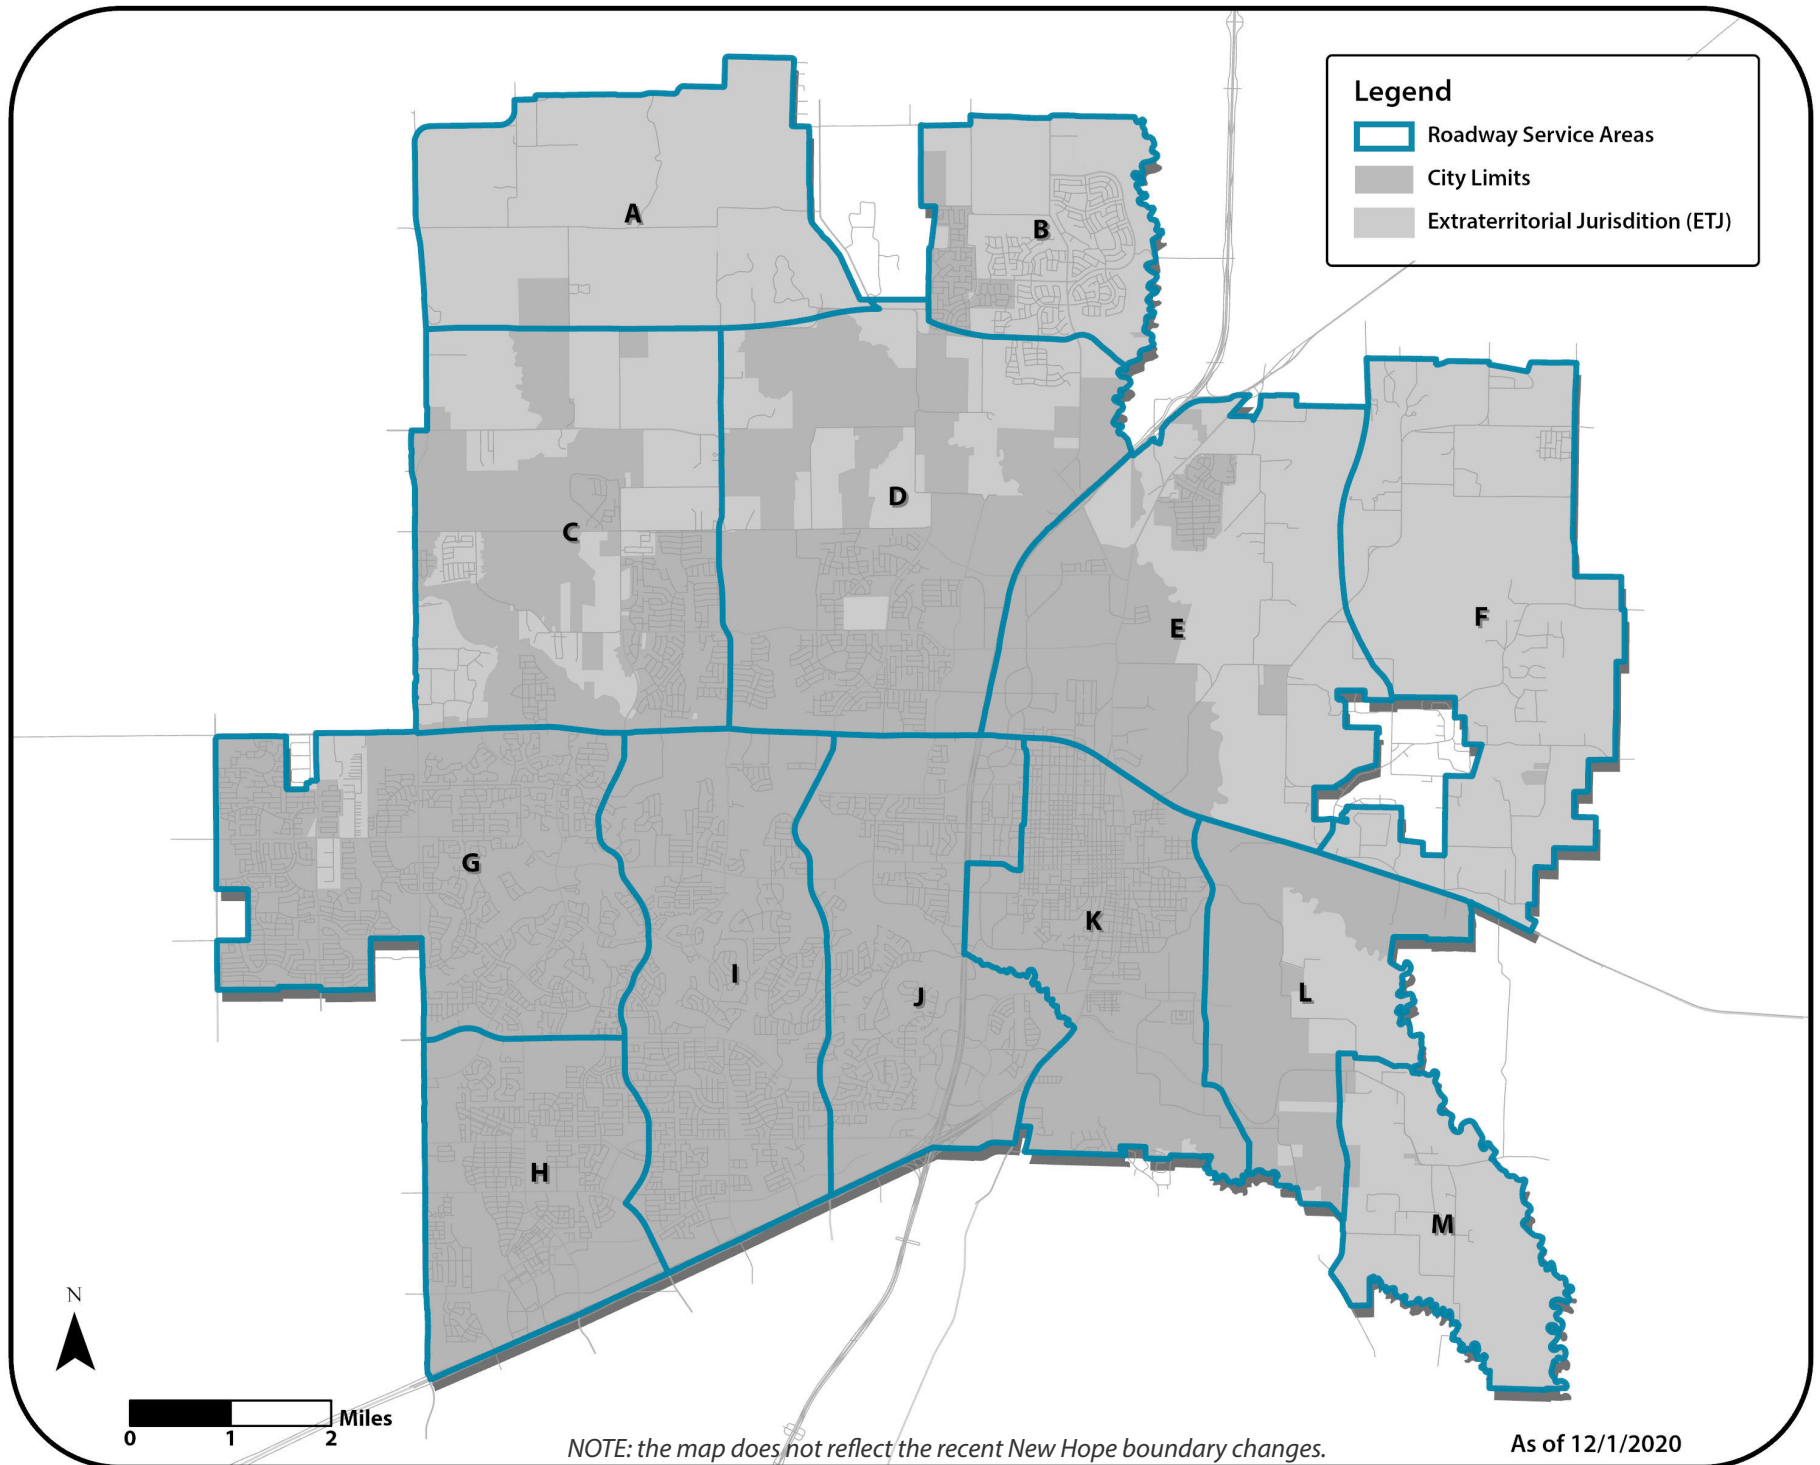 Legend
Roadway Service Areas
City Limits
Extraterritorial Jurisdition (ETJ)
A
B
D
C
F
E
G
K
I
L
J
H
M
N
Miles
0 1 2
NOTE: the map does not reflect the recent New Hope boundary changes.
As of 12/1/2020